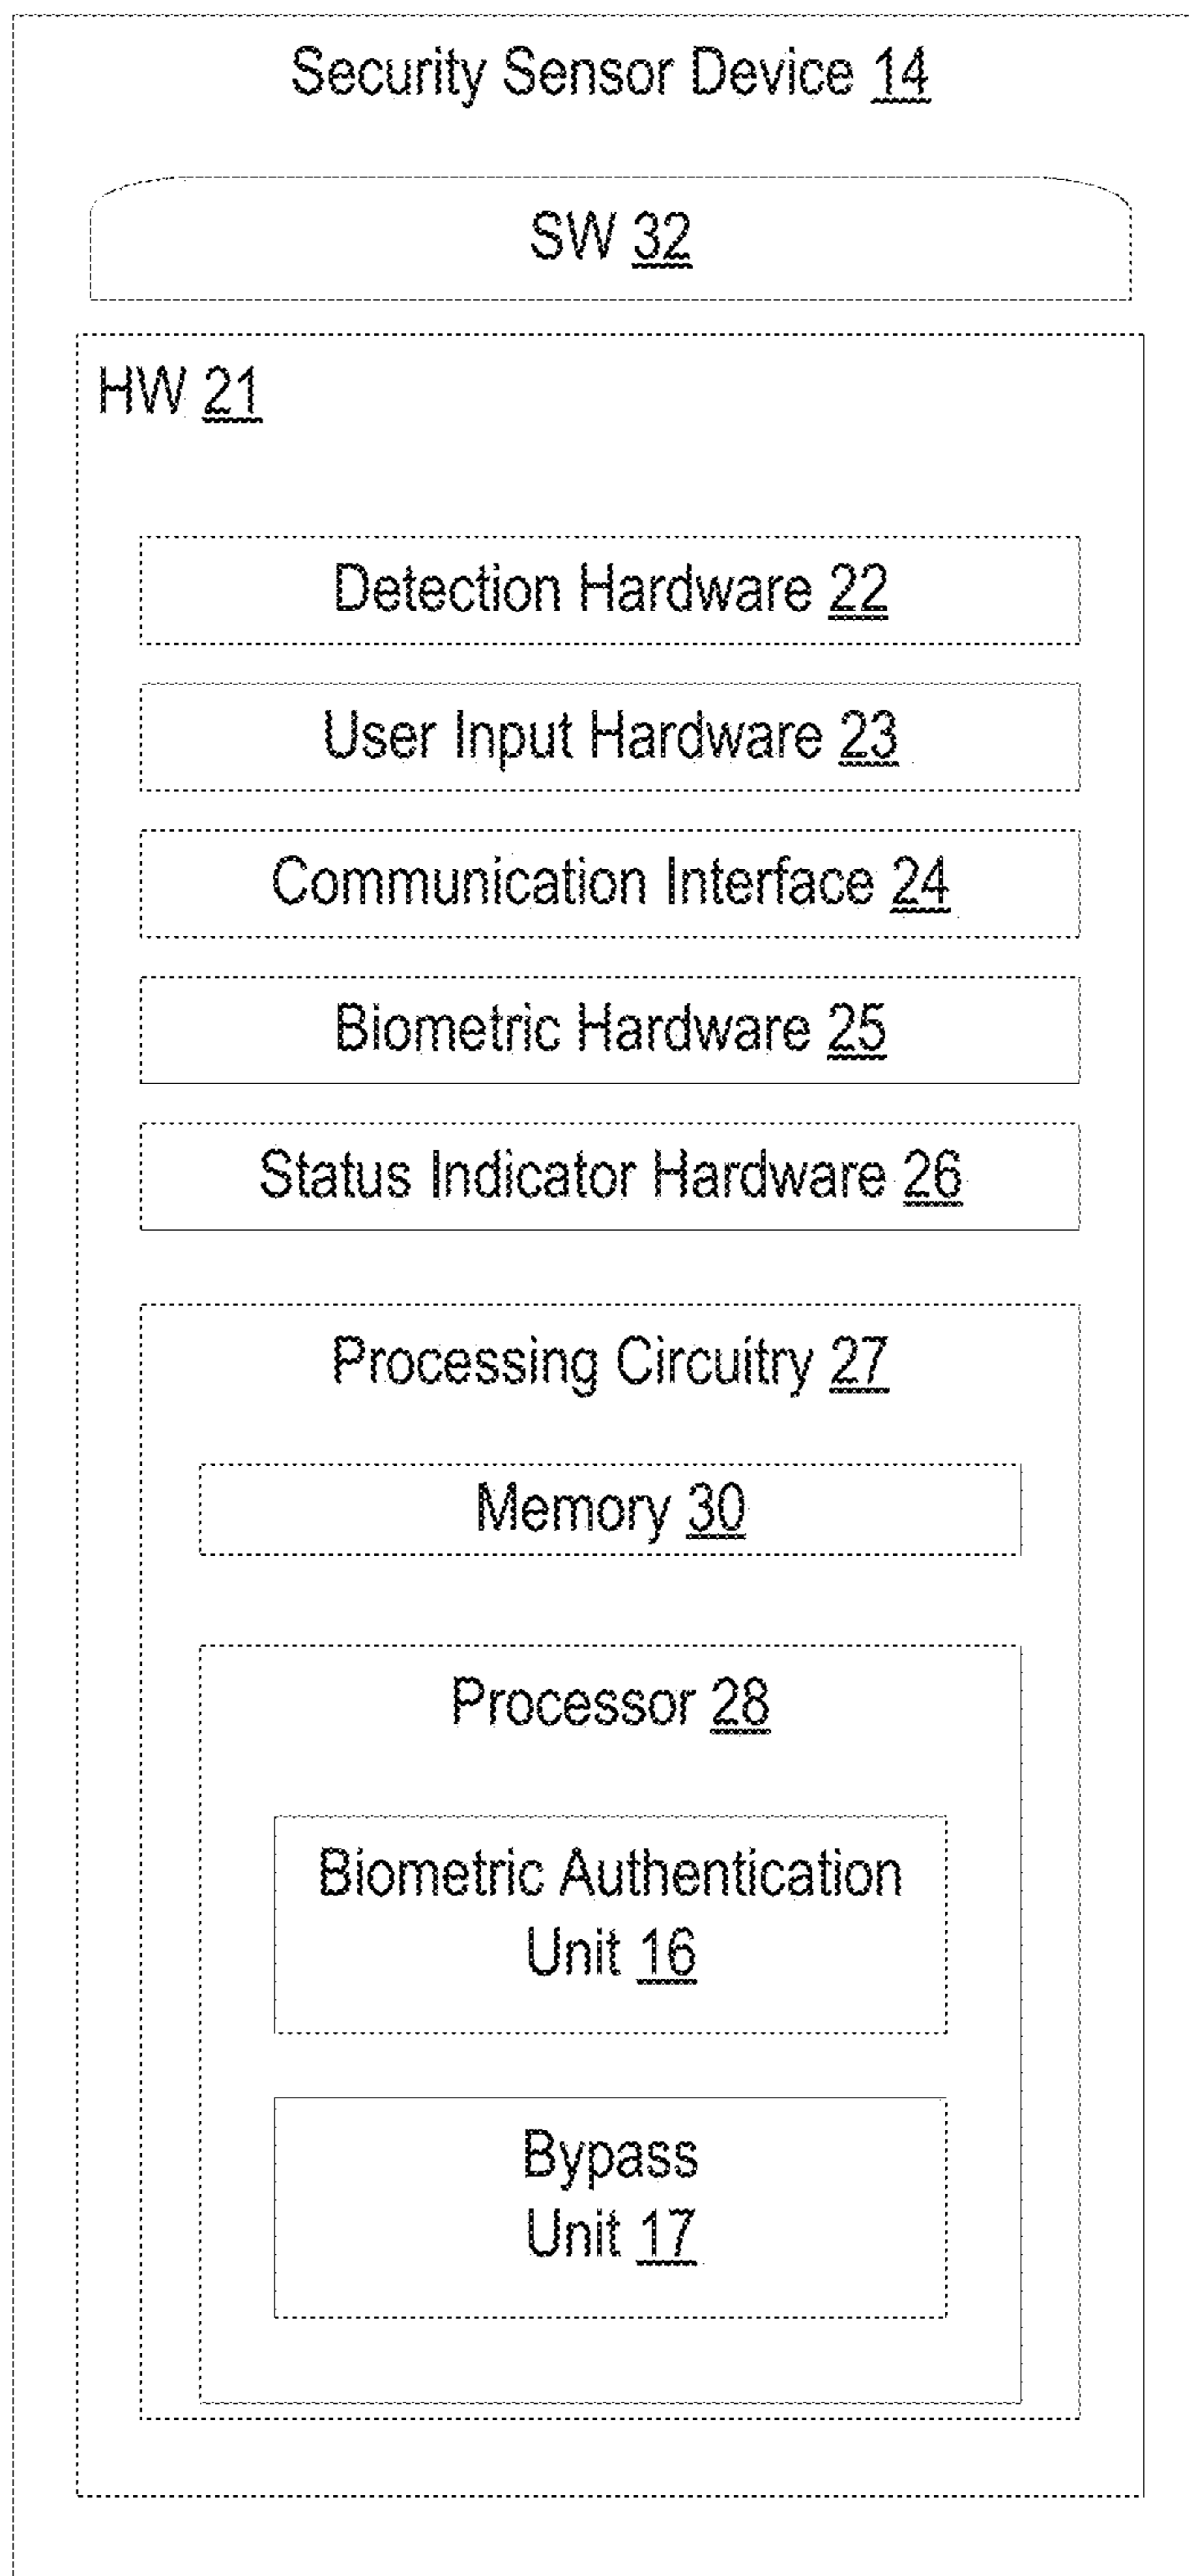 Security Sensor Device 14
SW 32
HW 21
Detection Hardware 22
User Input Hardware 23
Communication Interface 24
Biometric Hardware 25
Status Indicator Hardware 26
Processing Circuitry 27
Memory 30
Processor 28
Biometric Authentication
Unit 16
Bypass
Unit 17